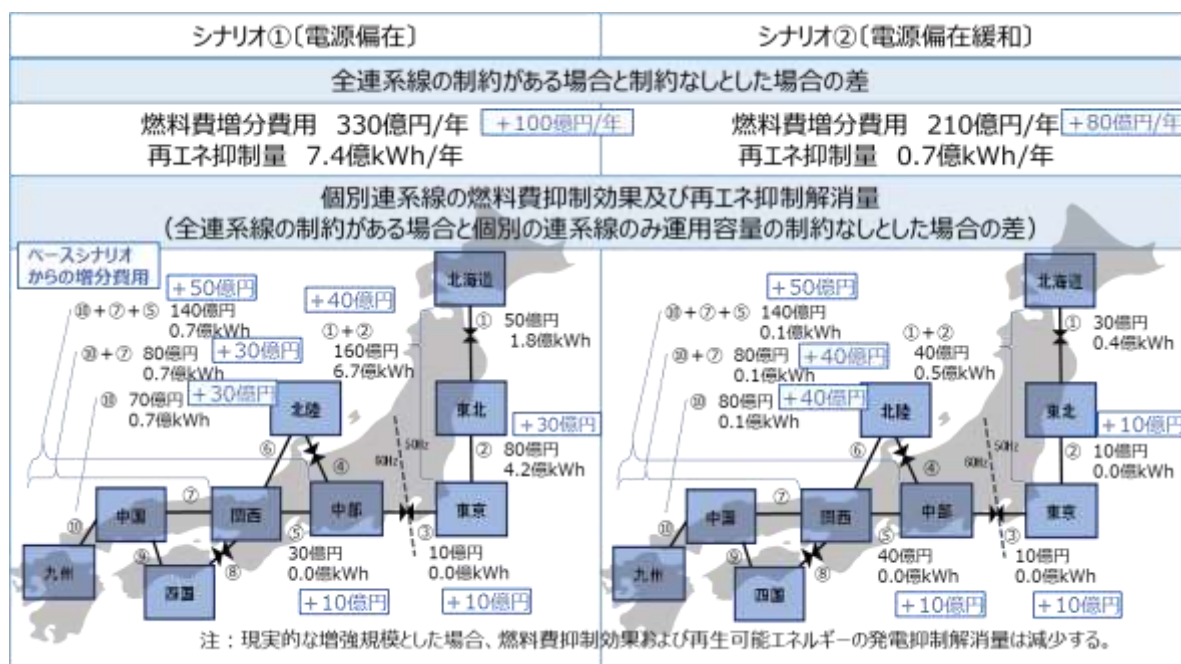 シナリオ①〔電源偏在〕
シナリオ②〔電源偏在緩和〕
全連系線の制約がある場合と制約なしとした場合の差
燃料費増分費用 330億円/年
+100億円/年
再エネ抑制量 7.4億kWh/年
燃料費増分費用 210億円/年
+80億円/年
再エネ抑制量 0.7億kWh/年
個別連系線の燃料費抑制効果及び再エネ抑制解消量
（全連系線の制約がある場合と個別の連系線のみ運用容量の制約なしとした場合の差）
ベースシナリオ
からの増分費用
+50億円
⑩+⑦+⑤ 140億円
0.7億kWh
+30億円
⑩+⑦ 80億円
0.7億kWh
+30億円
⑩ 70億円
0.7億kWh
+40億円
①+②
160億円
6.7億kWh
北海道
①
50億円
1.8億kWh
東北
+30億円
②
80億円
4.2億kWh
北陸
⑥
④
60Hz
50Hz
⑦
中国
関西
中部
東京
⑩
⑤
③
九州
⑨
四国
⑧
30億円
0.0億kWh
+10億円
10億円
0.0億kWh
+10億円
+50億円
⑩+⑦+⑤ 140億円
0.1億kWh
+40億円
⑩+⑦ 80億円
0.1億kWh
+40億円
⑩ 80億円
0.1億kWh
①+②
40億円
0.5億kWh
北海道
①
30億円
0.4億kWh
東北
+10億円
②
10億円
0.0億kWh
北陸
⑥
④
60Hz
50Hz
⑦
中国
関西
中部
東京
⑩
⑤
③
九州
⑨
四国
⑧
40億円
0.0億kWh
+10億円
10億円
0.0億kWh
+10億円
注：現実的な増強規模とした場合、燃料費抑制効果および再生可能エネルギーの発電抑制解消量は減少する。